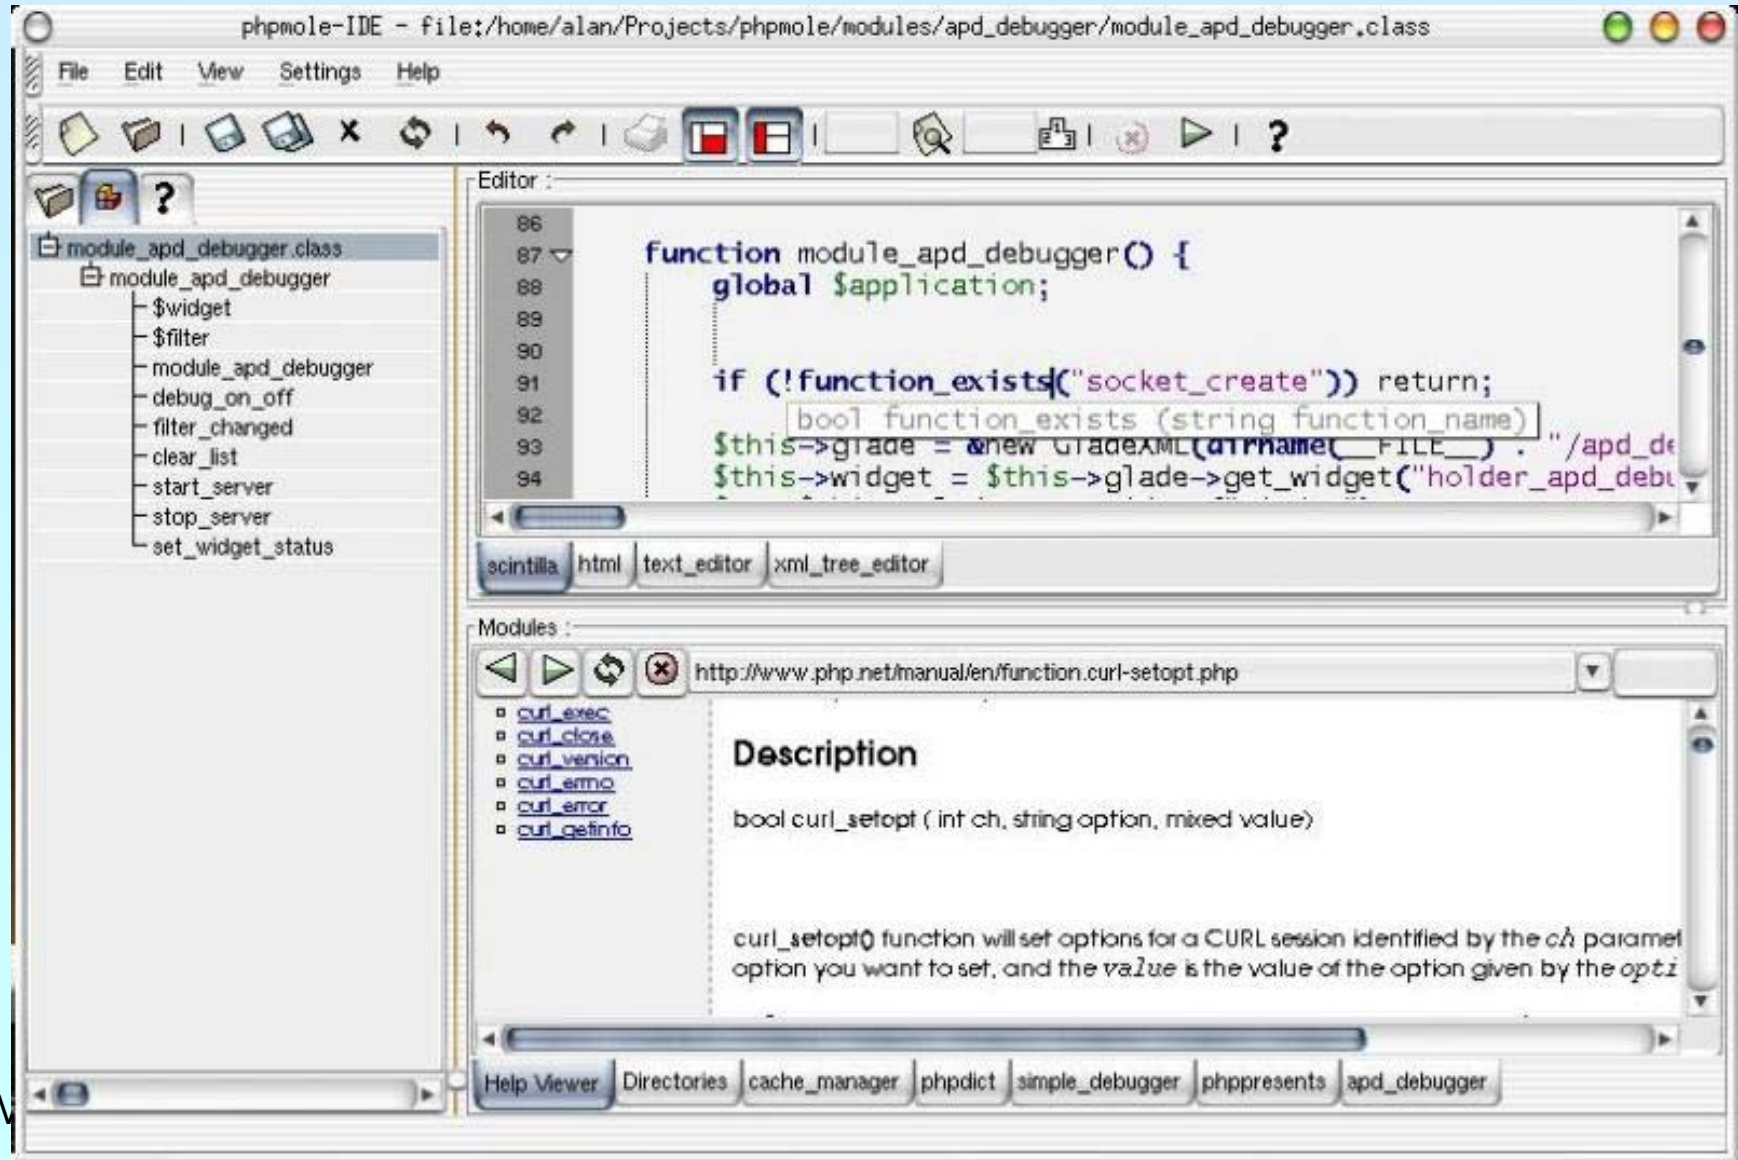 phpmole-IDE - file:/home/alan/Projects/phpmole/modules/apd_debugger/module_apd_debugger.class
File Edit View Settings Help
module_apd_debugger.class
module_apd_debugger
$widget
$filter
module_apd_debugger
debug_on_off
filter_changed
clear_list
start_server
stop_server
set_widget_status
Editor :
86
87 function module_apd_debugger() {
88 global $application;
89
90
91 if (!function_exists("socket_create")) return;
bool function_exists (string function_name)
92
93 $this->glade = &new GladeXML(dirname(__FILE__) . "/apd_de
94 $this->widget = $this->glade->get_widget("holder_apd_debu
scintilla html text_editor xml_tree_editor
Modules :
http://www.php.net/manual/en/function.curl-setopt.php
curl_exec
curl_close
curl_version
curl_errno
curl_error
curl_getinfo
Description
bool curl_setopt ( int ch, string option, mixed value)
curl_setopt() function will set options for a CURL session identified by the ch paramet
option you want to set, and the value is the value of the option given by the opti
Help Viewer Directories cache_manager phpdict simple_debugger phppresents apd_debugger